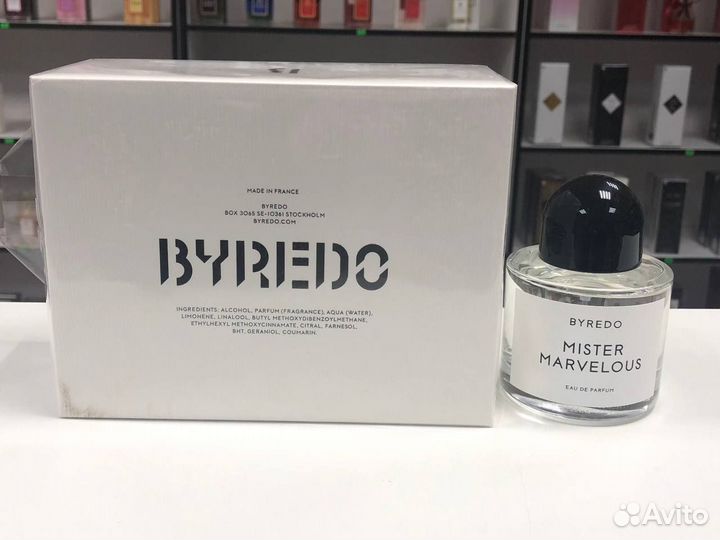 MADE IN FRANCE
BYREDO
BOX 3065 SE-10361 STOCKHOLM
BYREDO.COM
BYREDO
INGREDIENTS: ALCOHOL, PARFUM (FRAGRANCE), AQUA (WATER),
LIMONENE, LINALOOL, BUTYL METHOXYDIBENZOYLMETHANE,
ETHYLHEXYL METHOXYCINNAMATE, CITRAL, FARNESOL,
BHT, GERANIOL, COUMARIN.
BYREDO
MISTER
MARVELOUS
EAU DE PARFUM
Avito